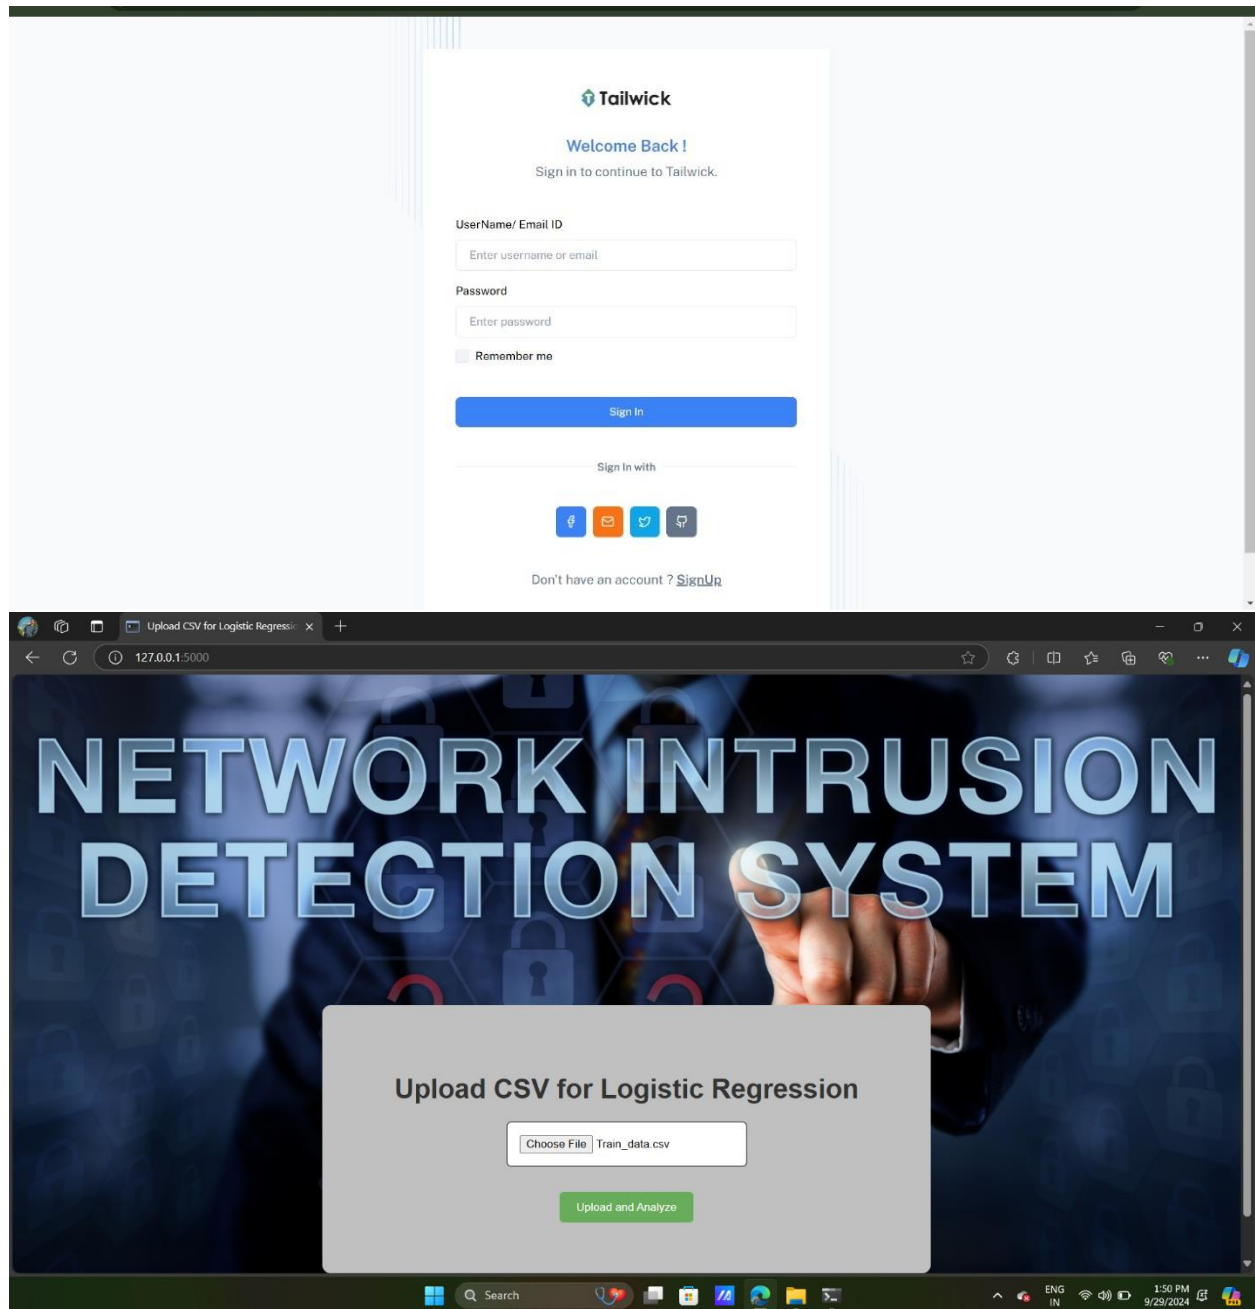 Tailwick
Welcome Back !
Sign in to continue to Tailwick.
UserName/ Email ID
Enter username or email
Password
Enter password
Remember me
Sign In
Sign In with
Don't have an account ? SignUp
Upload CSV for Logistic Regressio
127.0.0.1:5000
NETWORK INTRUSION
DETECTION SYSTEM
Upload CSV for Logistic Regression
Choose File Train_data.csv
Upload and Analyze
Search
ENG
IN
1:50 PM
9/29/2024